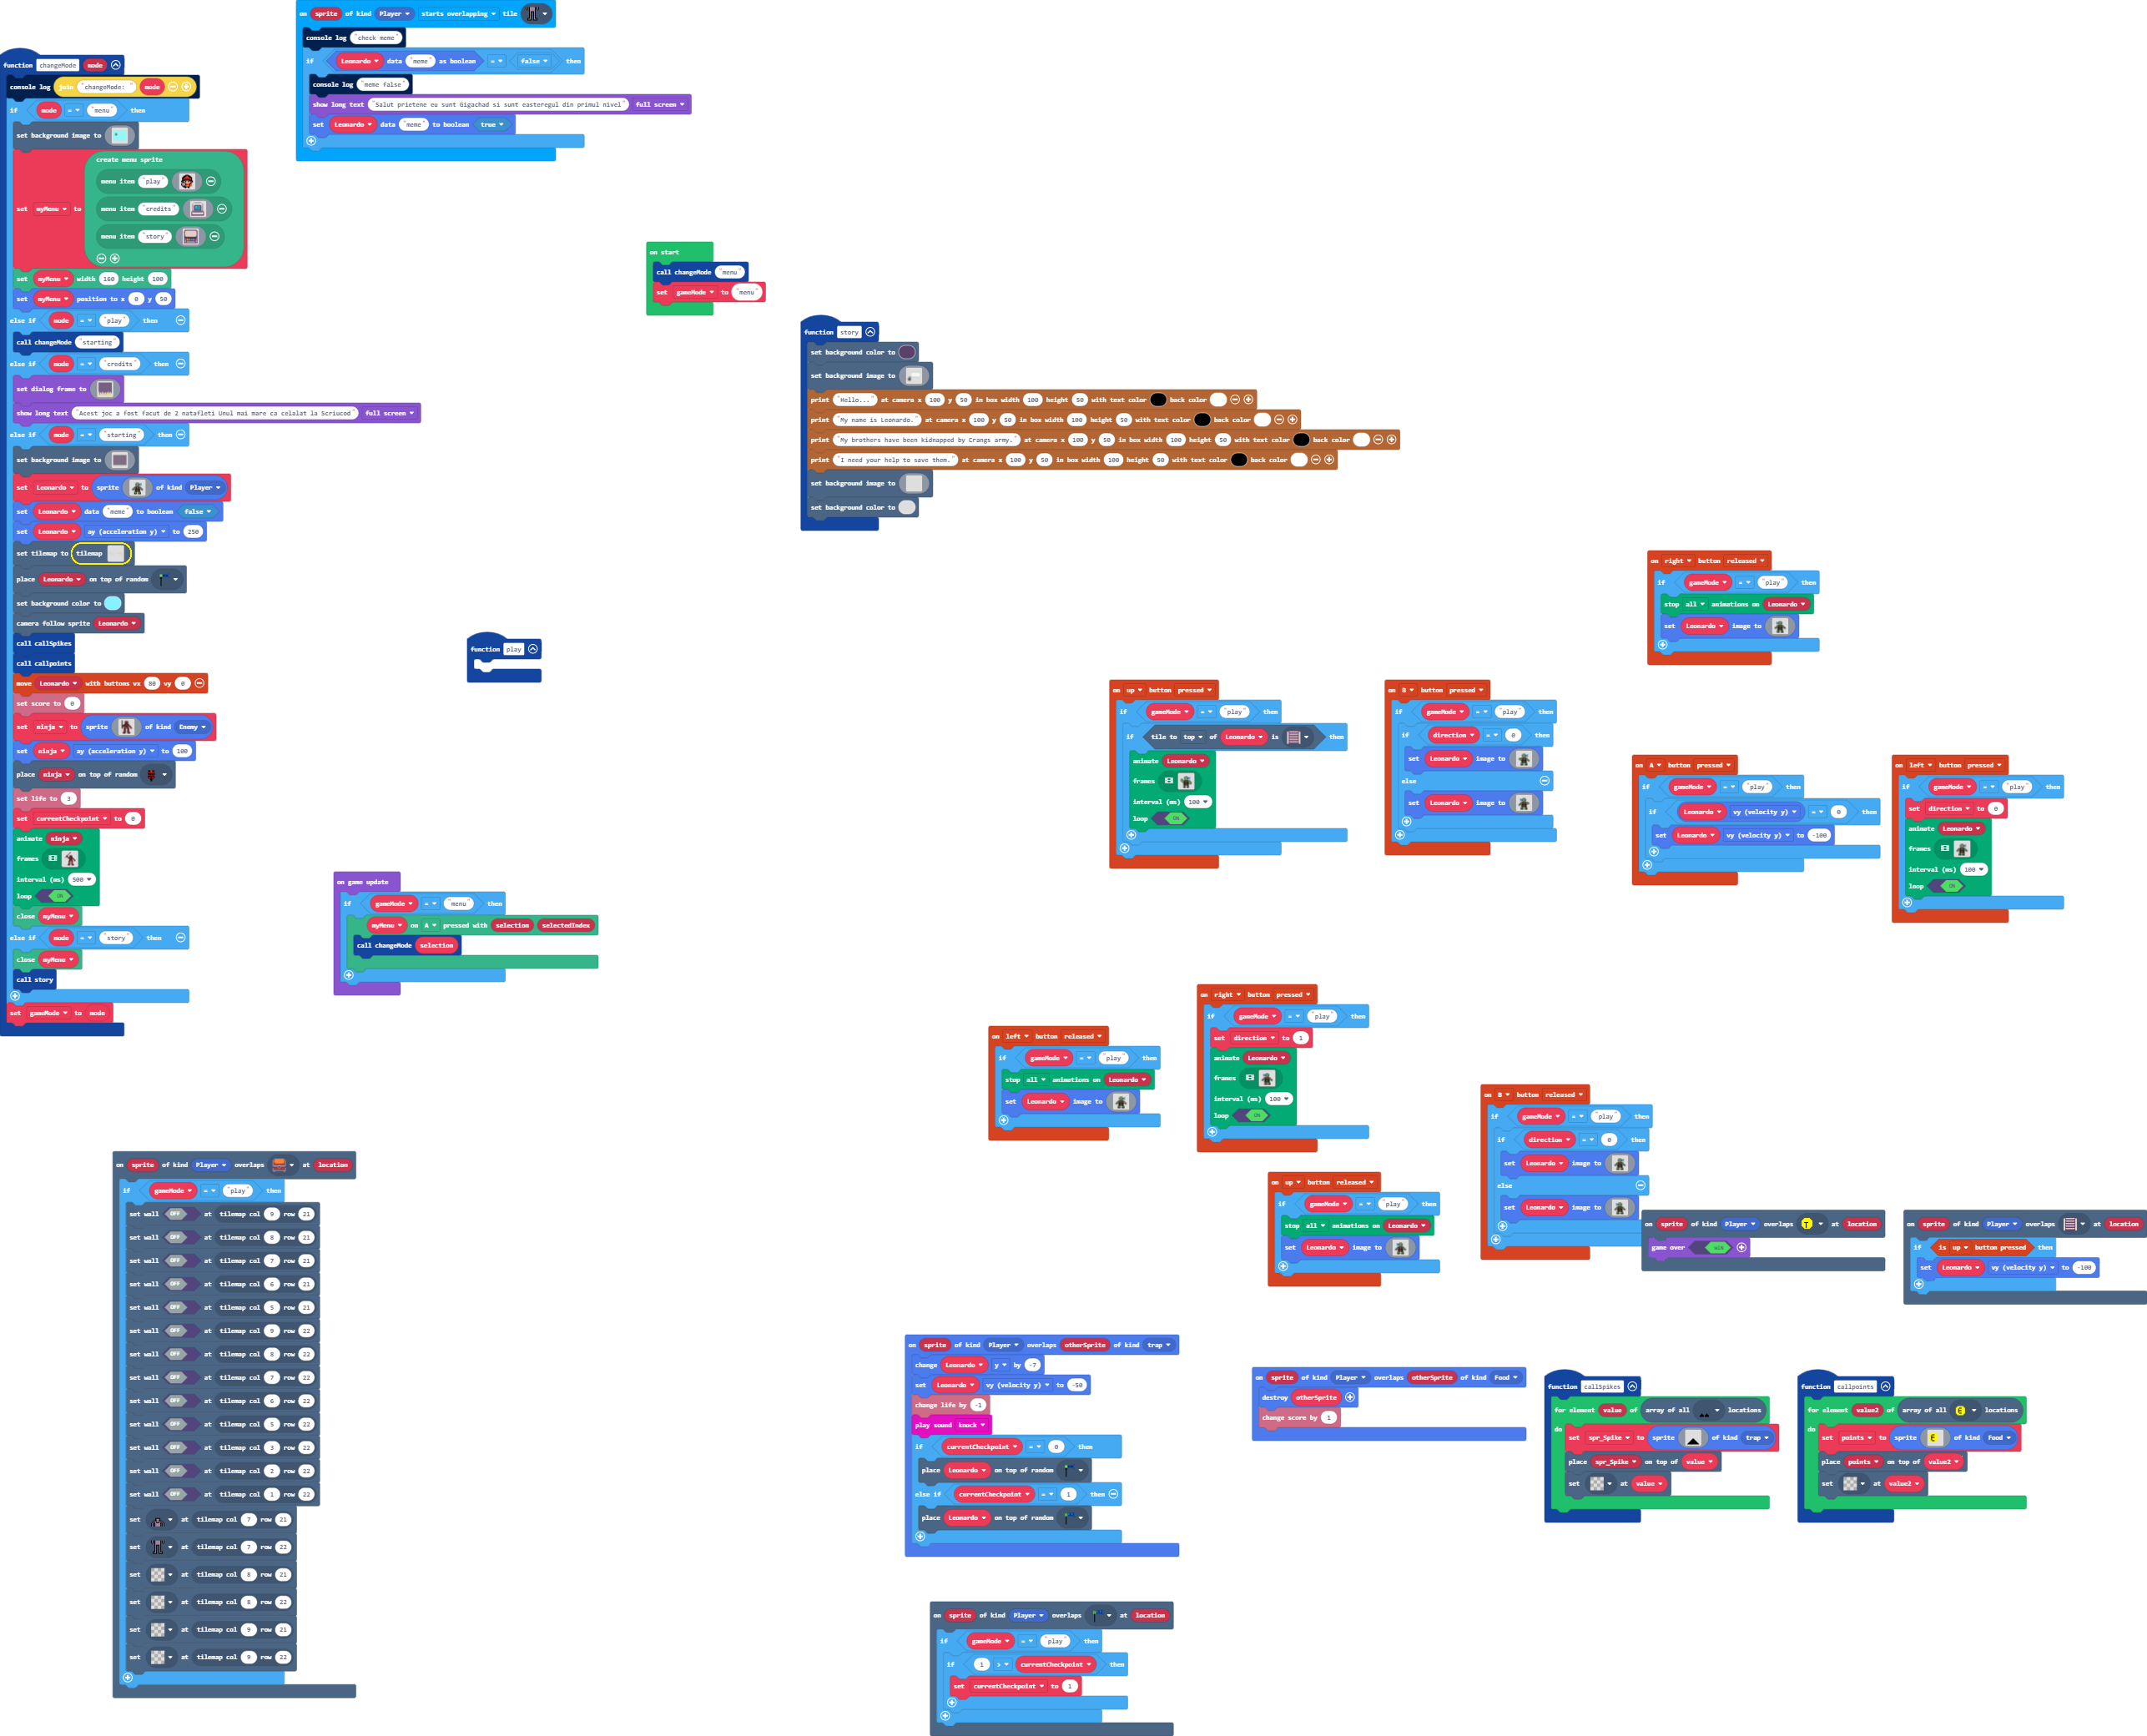 function changeMode mode
console log join "changeMode: " mode
if mode = "menu" then
set background image to
create menu sprite
menu item "play"
menu item "credits"
menu item "story"
set myMenu to
set myMenu width 160 height 100
set myMenu position to x 0 y 50
else if mode = "play" then
call changeMode "starting"
else if mode = "credits" then
set dialog frame to
show long text "Acest joc a fost facut de 2 natafleti Unul mai mare ca celalat la Scriucod" full screen
else if mode = "starting" then
set background image to
set Leonardo to sprite of kind Player
set Leonardo data "meme" to boolean false
set Leonardo ay (acceleration y) to 250
set tilemap to tilemap
place Leonardo on top of random
set background color to
camera follow sprite Leonardo
call callSpikes
call callpoints
move Leonardo with buttons vx 80 vy 0
set score to 0
set ninja to sprite of kind Enemy
set ninja ay (acceleration y) to 100
place ninja on top of random
set life to 3
set currentCheckpoint to 0
animate ninja
frames
interval (ms) 500
loop ON
close myMenu
else if mode = "story" then
close myMenu
call story
set gameMode to mode
on sprite of kind Player starts overlapping tile
console log "check meme"
if Leonardo data "meme" as boolean = false then
console log "meme false"
show long text "Salut prietene eu sunt Gigachad si sunt easteregul din primul nivel" full screen
set Leonardo data "meme" to boolean true
on start
call changeMode "menu"
set gameMode to "menu"
function story
set background color to
set background image to
print "Hello..." at camera x 100 y 50 in box width 100 height 50 with text color back color
print "My name is Leonardo." at camera x 100 y 50 in box width 100 height 50 with text color back color
print "My brothers have been kidnapped by Crangs army." at camera x 100 y 50 in box width 100 height 50 with text color back color
print "I need your help to save them." at camera x 100 y 50 in box width 100 height 50 with text color back color
set background image to
set background color to
function play
on game update
if gameMode = "menu" then
myMenu on A pressed with selection selectedIndex
call changeMode selection
on right button released
if gameMode = "play" then
stop all animations on Leonardo
set Leonardo image to
on up button pressed
if gameMode = "play" then
if tile to top of Leonardo is then
animate Leonardo
frames
interval (ms) 100
loop ON
on B button pressed
if gameMode = "play" then
if direction = 0 then
set Leonardo image to
else
set Leonardo image to
on A button pressed
if gameMode = "play" then
if Leonardo vy (velocity y) = 0 then
set Leonardo vy (velocity y) to -100
on left button pressed
if gameMode = "play" then
set direction to 0
animate Leonardo
frames
interval (ms) 100
loop ON
on left button released
if gameMode = "play" then
stop all animations on Leonardo
set Leonardo image to
on right button pressed
if gameMode = "play" then
set direction to 1
animate Leonardo
frames
interval (ms) 100
loop ON
on B button released
if gameMode = "play" then
if direction = 0 then
set Leonardo image to
else
set Leonardo image to
on up button released
if gameMode = "play" then
stop all animations on Leonardo
set Leonardo image to
on sprite of kind Player overlaps T at location
game over WIN
on sprite of kind Player overlaps at location
if is up button pressed then
set Leonardo vy (velocity y) to -100
on sprite of kind Player overlaps at location
if gameMode = "play" then
set wall OFF at tilemap col 9 row 21
set wall OFF at tilemap col 8 row 21
set wall OFF at tilemap col 7 row 21
set wall OFF at tilemap col 6 row 21
set wall OFF at tilemap col 5 row 21
set wall OFF at tilemap col 9 row 22
set wall OFF at tilemap col 8 row 22
set wall OFF at tilemap col 7 row 22
set wall OFF at tilemap col 6 row 22
set wall OFF at tilemap col 5 row 22
set wall OFF at tilemap col 3 row 22
set wall OFF at tilemap col 2 row 22
set wall OFF at tilemap col 1 row 22
set at tilemap col 7 row 21
set at tilemap col 7 row 22
set at tilemap col 8 row 21
set at tilemap col 8 row 22
set at tilemap col 9 row 21
set at tilemap col 9 row 22
on sprite of kind Player overlaps otherSprite of kind trap
change Leonardo y by -7
set Leonardo vy (velocity y) to -50
change life by -1
play sound knock
if currentCheckpoint = 0 then
place Leonardo on top of random
else if currentCheckpoint = 1 then
place Leonardo on top of random
on sprite of kind Player overlaps otherSprite of kind Food
destroy otherSprite
change score by 1
function callSpikes
for element value of array of all locations
do
set spr_Spike to sprite of kind trap
place spr_Spike on top of value
set at value
function callpoints
for element value2 of array of all locations
do
set points to sprite of kind Food
place points on top of value2
set at value2
on sprite of kind Player overlaps at location
if gameMode = "play" then
if 1 > currentCheckpoint then
set currentCheckpoint to 1